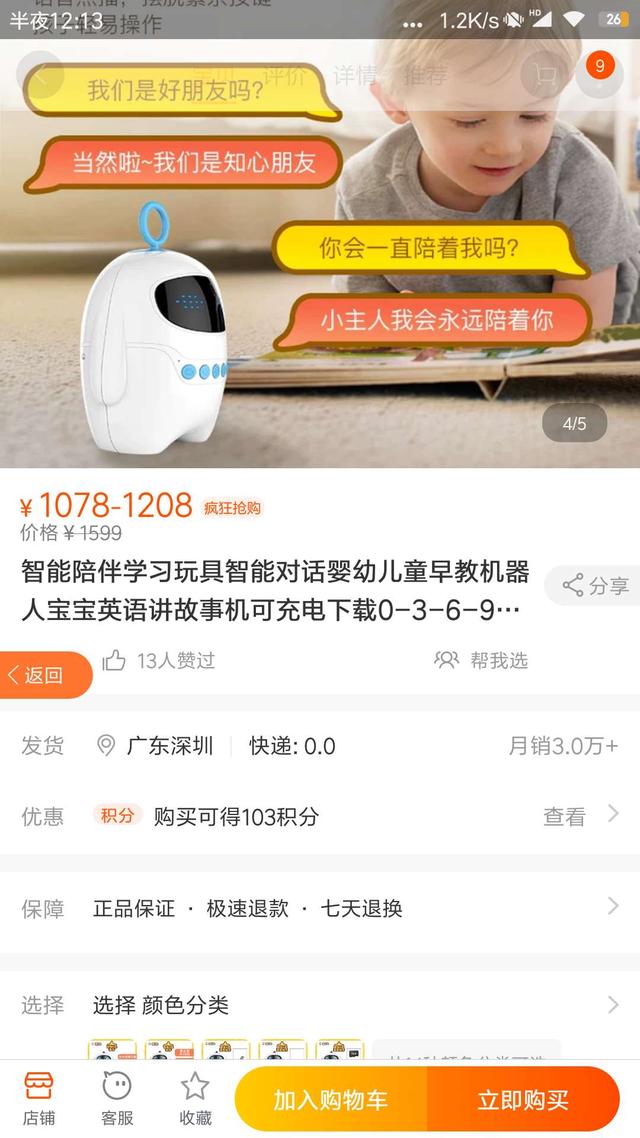 半夜12:13
... 1.2K/s HD 26
孩子轻易操作
宝贝 评价 详情 推荐
9
我们是好朋友吗?
当然啦~我们是知心朋友
你会一直陪着我吗?
小主人我会永远陪着你
4/5
¥1078-1208 疯狂抢购
价格¥1599
智能陪伴学习玩具智能对话婴幼儿童早教机器
人宝宝英语讲故事机可充电下载0-3-6-9…
分享
返回
13人赞过
帮我选
发货 广东深圳 快递: 0.0 月销3.0万+
优惠 积分 购买可得103积分 查看
保障 正品保证 · 极速退款 · 七天退换
选择 选择 颜色分类
店铺
客服
收藏
加入购物车
立即购买